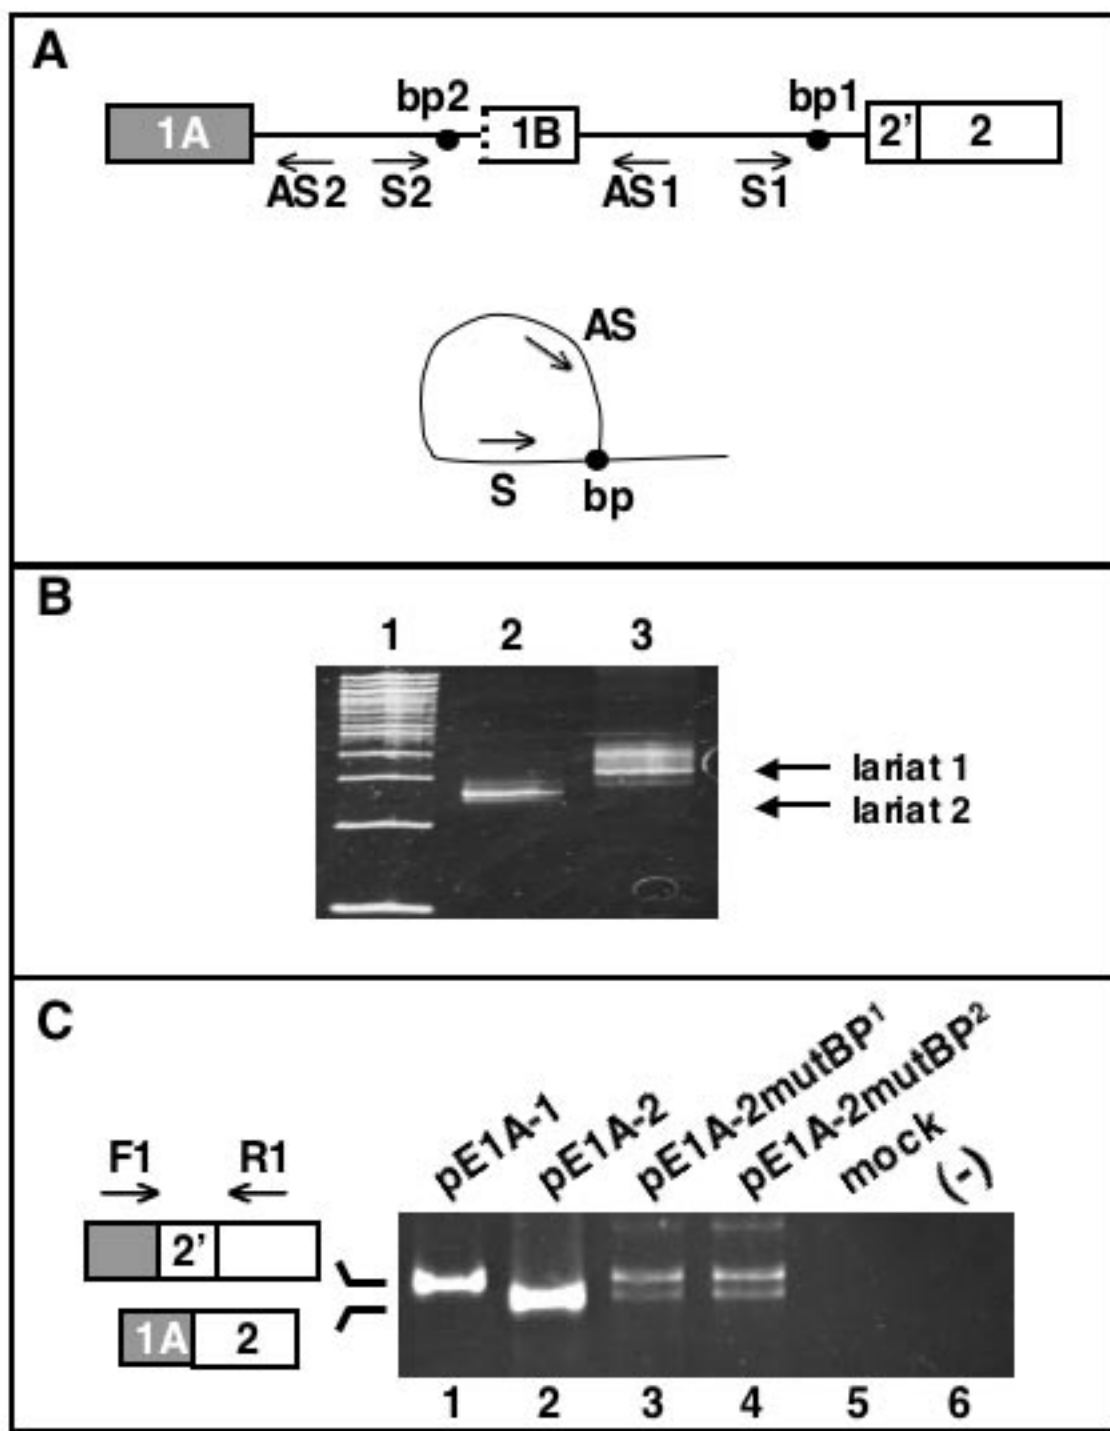 A
bp2
bp1
1A
1B
2'
2
AS2
S2
AS1
S1
AS
S
bp
B
1
2
3
lariat 1
lariat 2
C
pE1A-1
pE1A-2
pE1A-2mutBP¹
pE1A-2mutBP²
mock
(-)
F1
R1
2’
1A
2
1
2
3
4
5
6